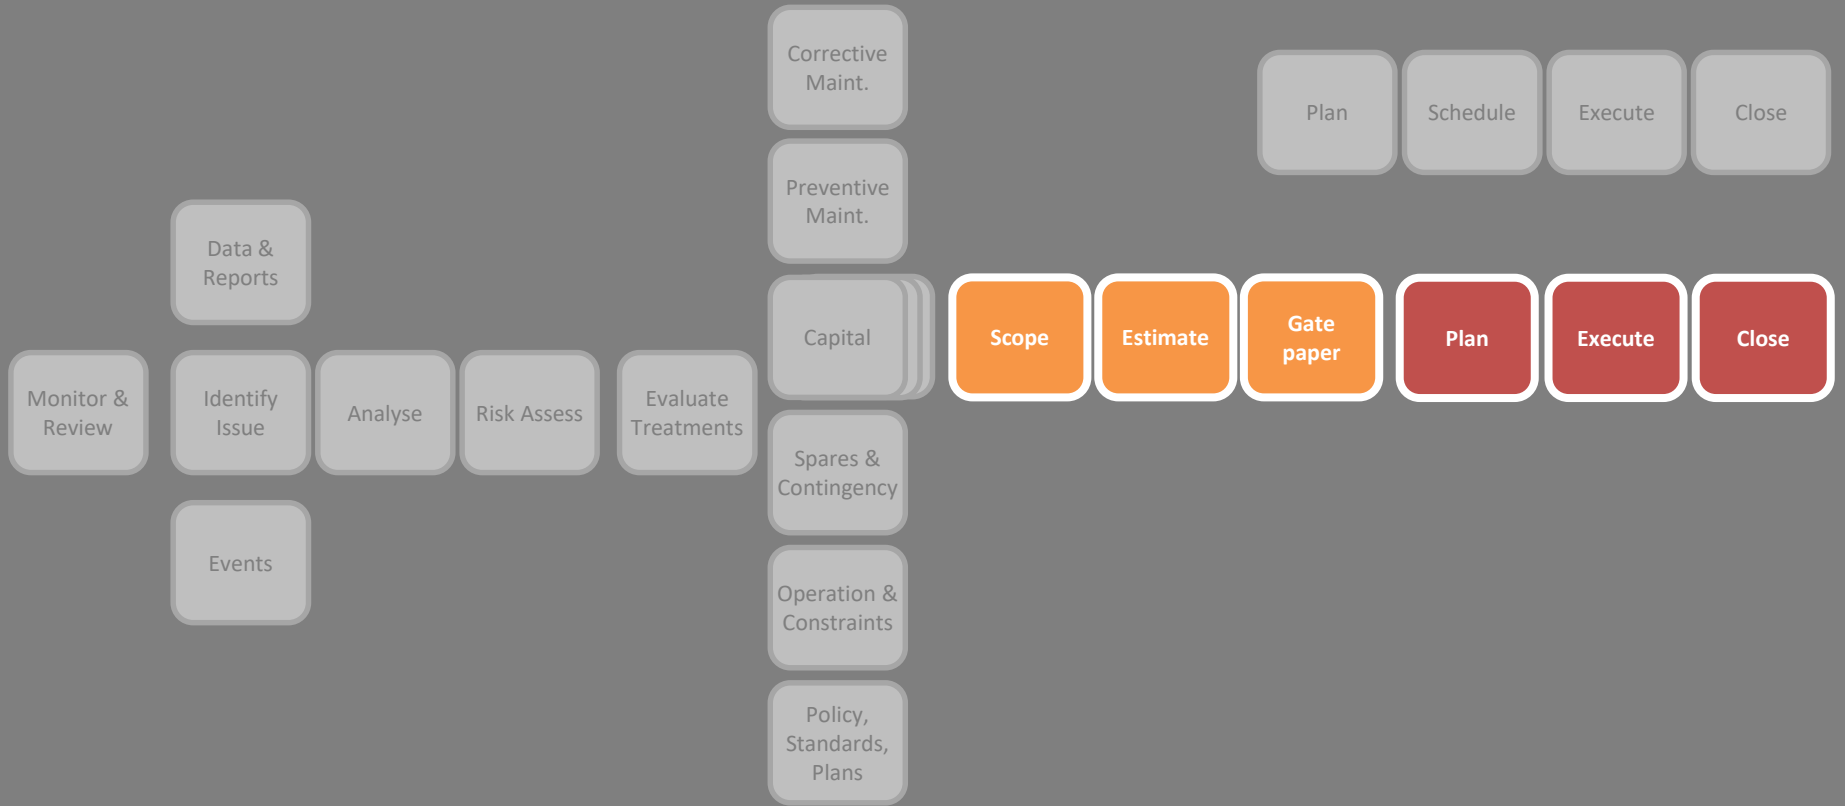 Corrective
Maint.
Plan
Schedule
Execute
Close
Preventive
Maint.
Data &
Reports
Capital
Scope
Estimate
Gate
paper
Plan
Execute
Close
Monitor &
Review
Identify
Issue
Analyse
Risk Assess
Evaluate
Treatments
Spares &
Contingency
Events
Operation &
Constraints
Policy,
Standards,
Plans